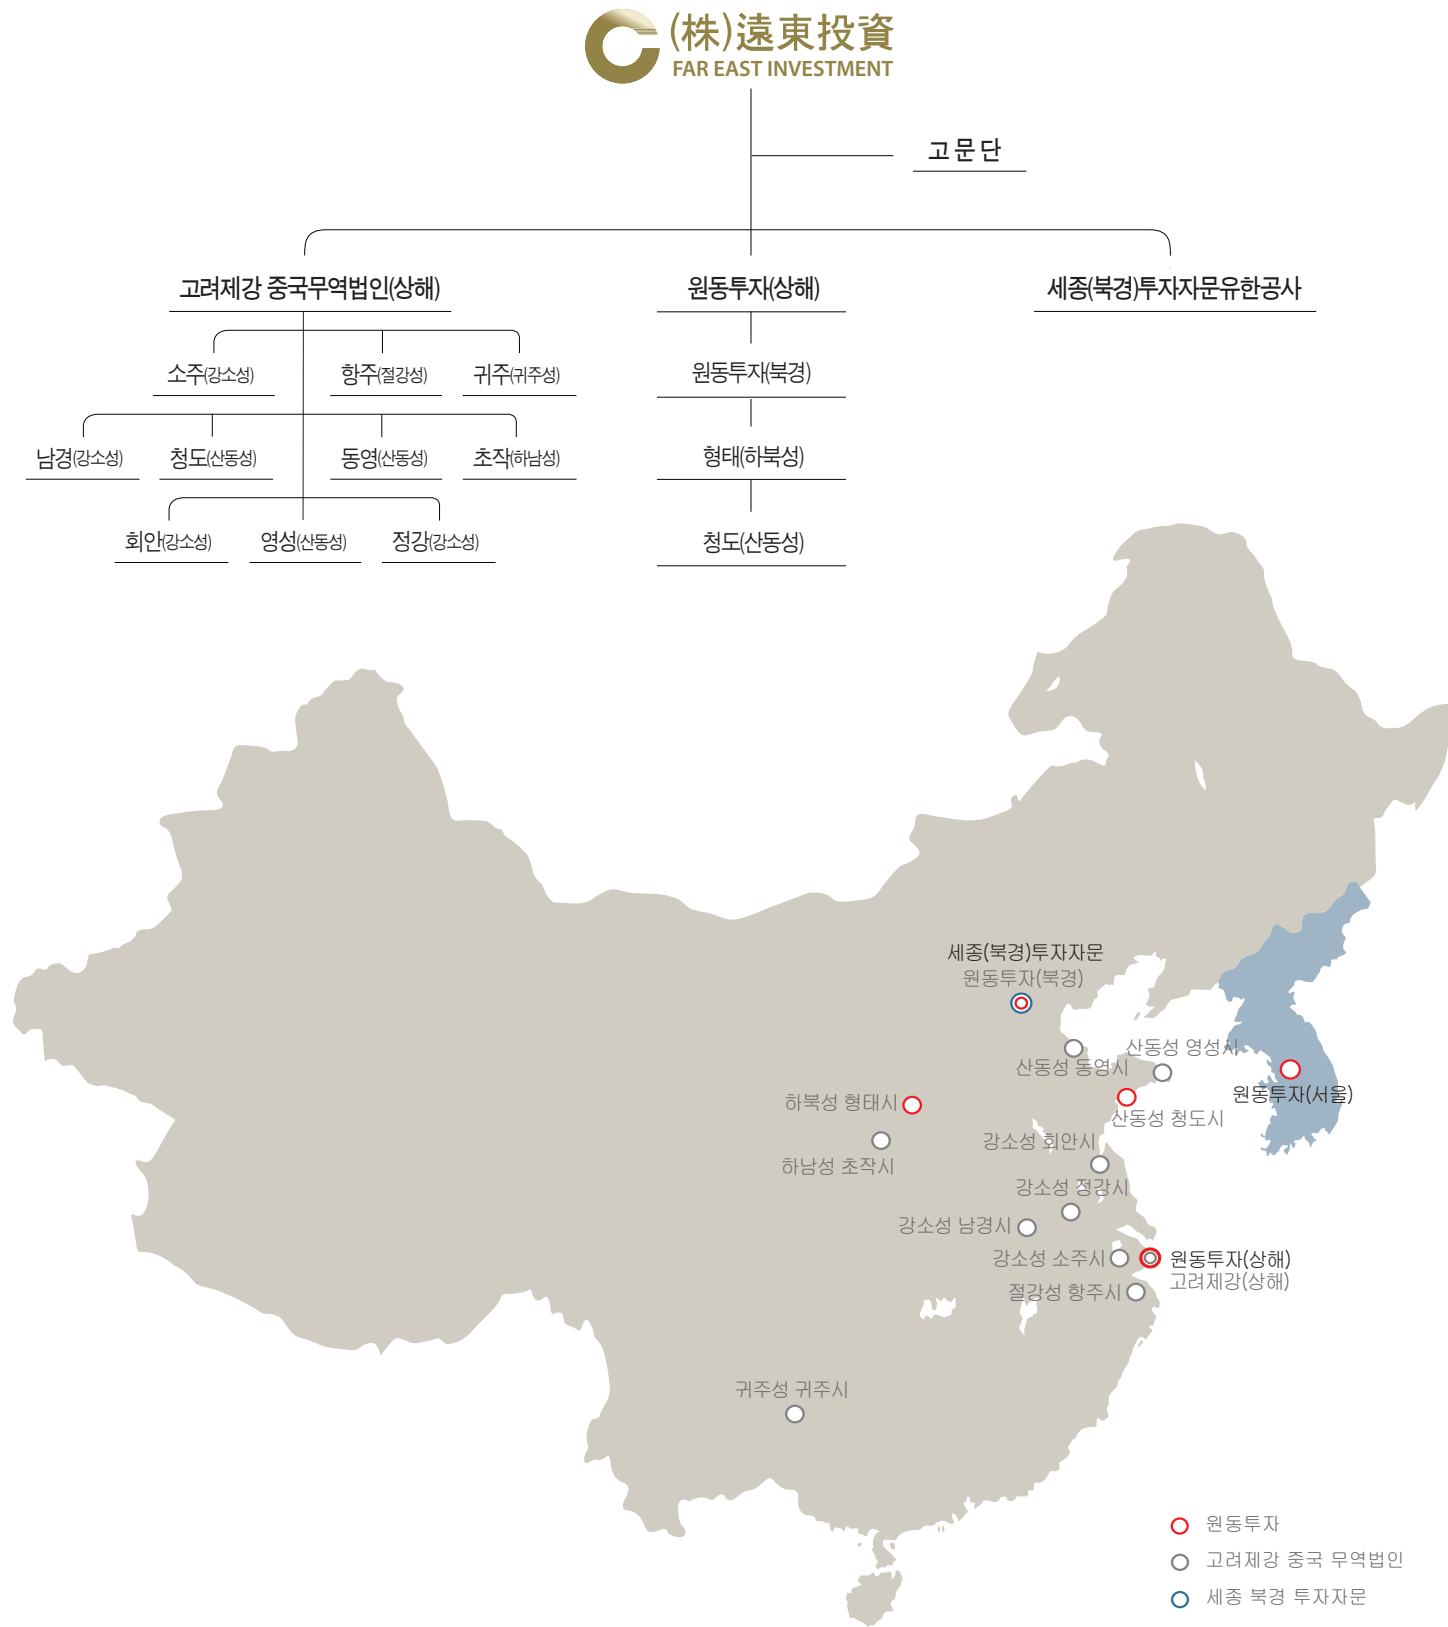 (株)遠東投資
FAR EAST INVESTMENT
고문단
고려제강 중국무역법인(상해)
원동투자(상해)
세종(북경)투자자문유한공사
소주(강소성)
항주(절강성)
귀주(귀주성)
원동투자(북경)
남경(강소성)
청도(산동성)
동영(산동성)
초작(하남성)
형태(하북성)
회안(강소성)
영성(산동성)
정강(강소성)
청도(산동성)
세종(북경)투자자문
원동투자(북경)
산동성 영성시
산동성 동영시
원동투자(서울)
하북성 형태시
산동성 청도시
강소성 회안시
하남성 초작시
강소성 정강시
강소성 남경시
강소성 소주시
원동투자(상해)
고려제강(상해)
절강성 항주시
귀주성 귀주시
원동투자
고려제강 중국 무역법인
세종 북경 투자자문